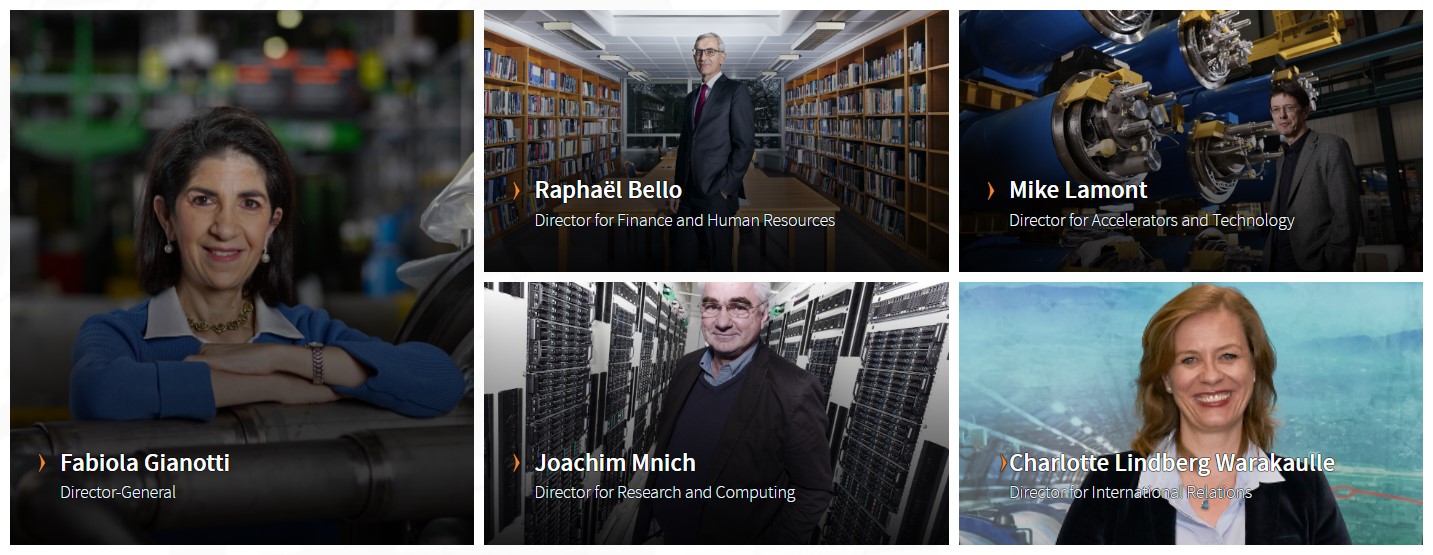 Fabiola Gianotti
Director-General
Raphaël Bello
Director for Finance and Human Resources
Mike Lamont
Director for Accelerators and Technology
Joachim Mnich
Director for Research and Computing
Charlotte Lindberg Warakaulle
Director for International Relations